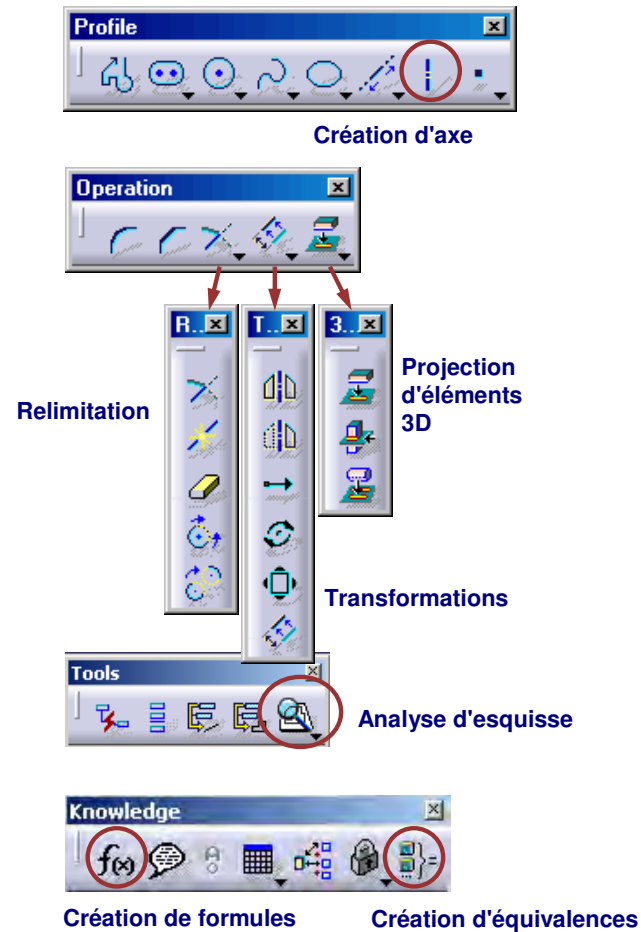 Profile
Création d'axe
Operation
R... T... 3...
Relimitation
Projection
d'éléments
3D
Transformations
Tools
Analyse d'esquisse
Knowledge
f(x)
Création de formules Création d'équivalences